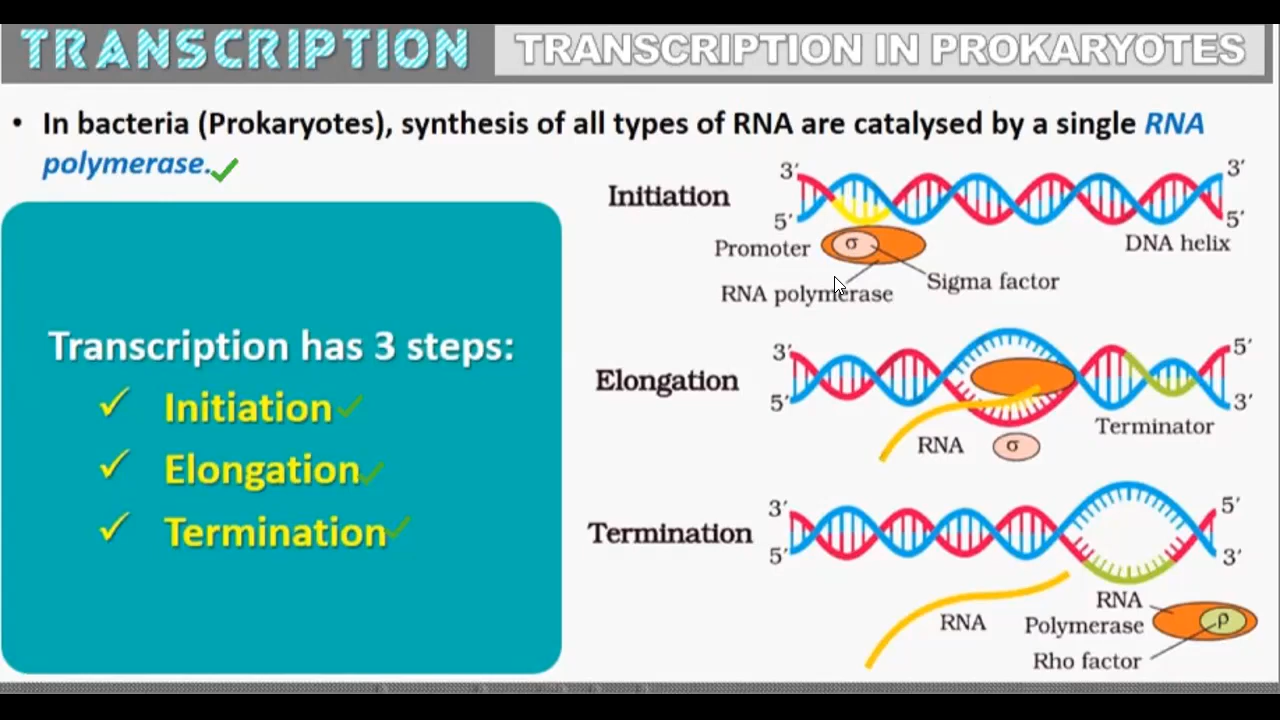 TRANSCRIPTION
TRANSCRIPTION IN PROKARYOTES
• In bacteria (Prokaryotes), synthesis of all types of RNA are catalysed by a single RNA
polymerase.
Transcription has 3 steps:
✓ Initiation
✓ Elongation
✓ Termination
Initiation
3′
3′
5′
5′
Promoter
σ
DNA helix
RNA polymerase
Sigma factor
Elongation
3′
5′
5′
3′
RNA
σ
Terminator
Termination
3′
5′
5′
3′
RNA
RNA
Polymerase
ρ
Rho factor